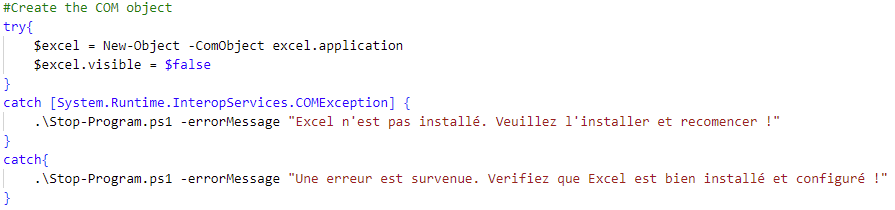 #Create the COM object
try{
    $excel = New-Object -ComObject excel.application
    $excel.visible = $false
}
catch [System.Runtime.InteropServices.COMException] {
    .\Stop-Program.ps1 -errorMessage "Excel n'est pas installé. Veuillez l'installer et recomencer !"
}
catch{
    .\Stop-Program.ps1 -errorMessage "Une erreur est survenue. Verifiez que Excel est bien installé et configuré !"
}